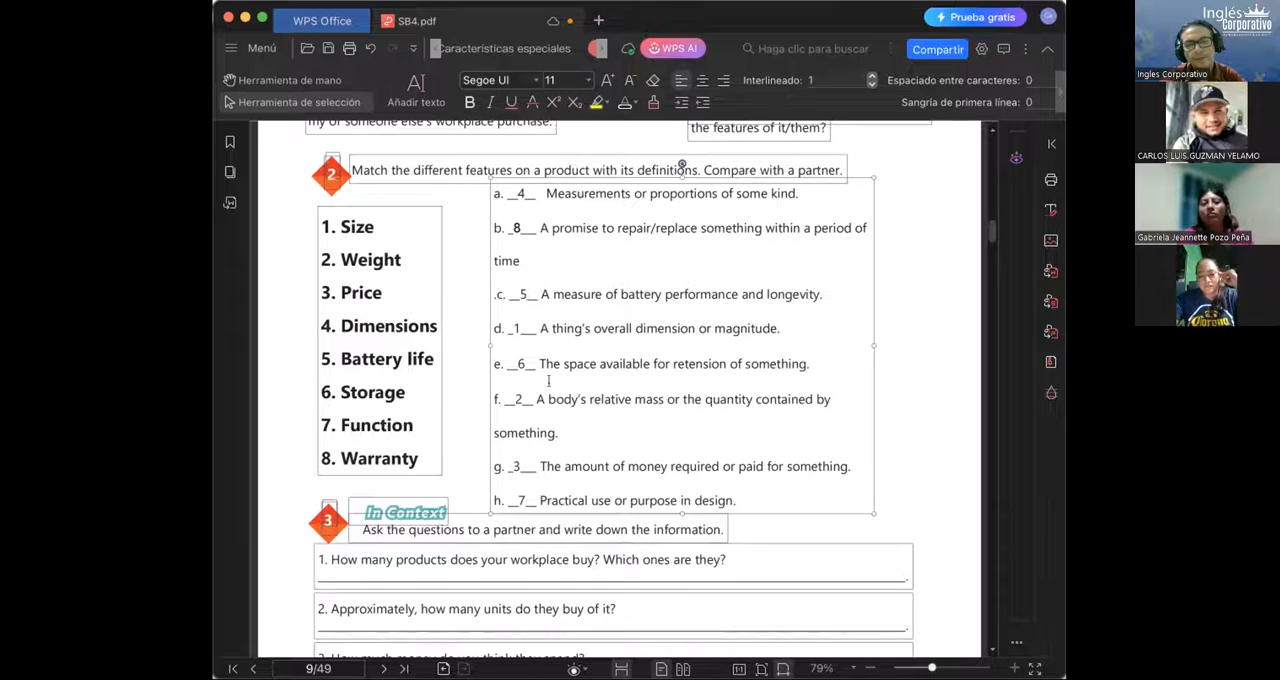 WPS Office
SB4.pdf
Prueba gratis
Menú
Características especiales
WPS AI
Haga clic para buscar
Compartir
Herramienta de mano
Añadir texto
Segoe UI
11
Interlineado: 1
Espaciado entre caracteres: 0
Herramienta de selección
Sangría de primera línea: 0
my or someone else's workplace purchase.
the features of it/them?
2
Match the different features on a product with its definitions. Compare with a partner.
1. Size
2. Weight
3. Price
4. Dimensions
5. Battery life
6. Storage
7. Function
8. Warranty
a. __4__ Measurements or proportions of some kind.
b. _8___ A promise to repair/replace something within a period of
time
.c. __5__ A measure of battery performance and longevity.
d. _1___ A thing's overall dimension or magnitude.
e. __6__ The space available for retension of something.
f. __2__ A body's relative mass or the quantity contained by
something.
g. _3___ The amount of money required or paid for something.
h. __7__ Practical use or purpose in design.
3
In Context
Ask the questions to a partner and write down the information.
1. How many products does your workplace buy? Which ones are they?
2. Approximately, how many units do they buy of it?
9/49
79%
Inglés
Corporativo
Ingles Corporativo
CARLOS LUIS GUZMAN YELAMO
Gabriela Jeannette Pozo Peña